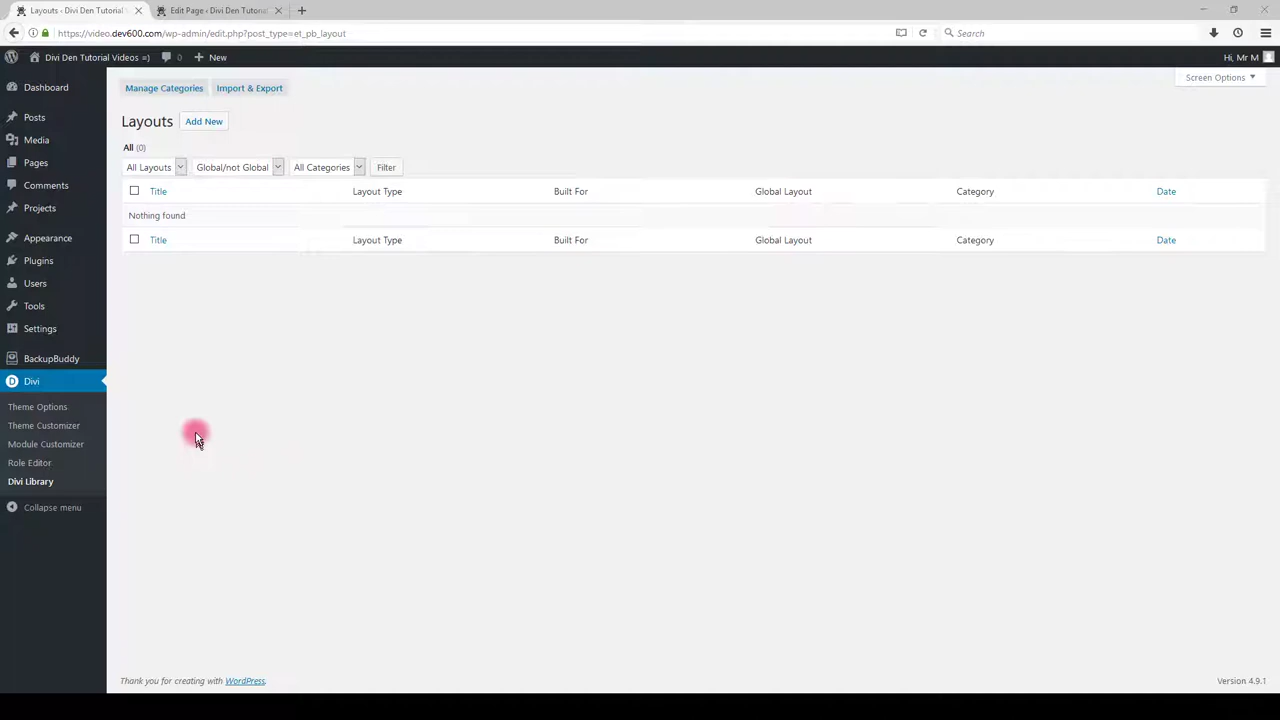 Layouts ‹ Divi Den Tutorial Videos
Edit Page ‹ Divi Den Tutorial
https://video.dev600.com/wp-admin/edit.php?post_type=et_pb_layout
Search
Divi Den Tutorial Videos =)
0
New
Hi, Mr M
Dashboard
Posts
Media
Pages
Comments
Projects
Appearance
Plugins
Users
Tools
Settings
BackupBuddy
Divi
Theme Options
Theme Customizer
Module Customizer
Role Editor
Divi Library
Collapse menu
Manage Categories Import & Export
Screen Options
Layouts Add New
All (0)
All Layouts Global/not Global All Categories Filter
Title Layout Type Built For Global Layout Category Date
Nothing found
Title Layout Type Built For Global Layout Category Date
Thank you for creating with WordPress.
Version 4.9.1